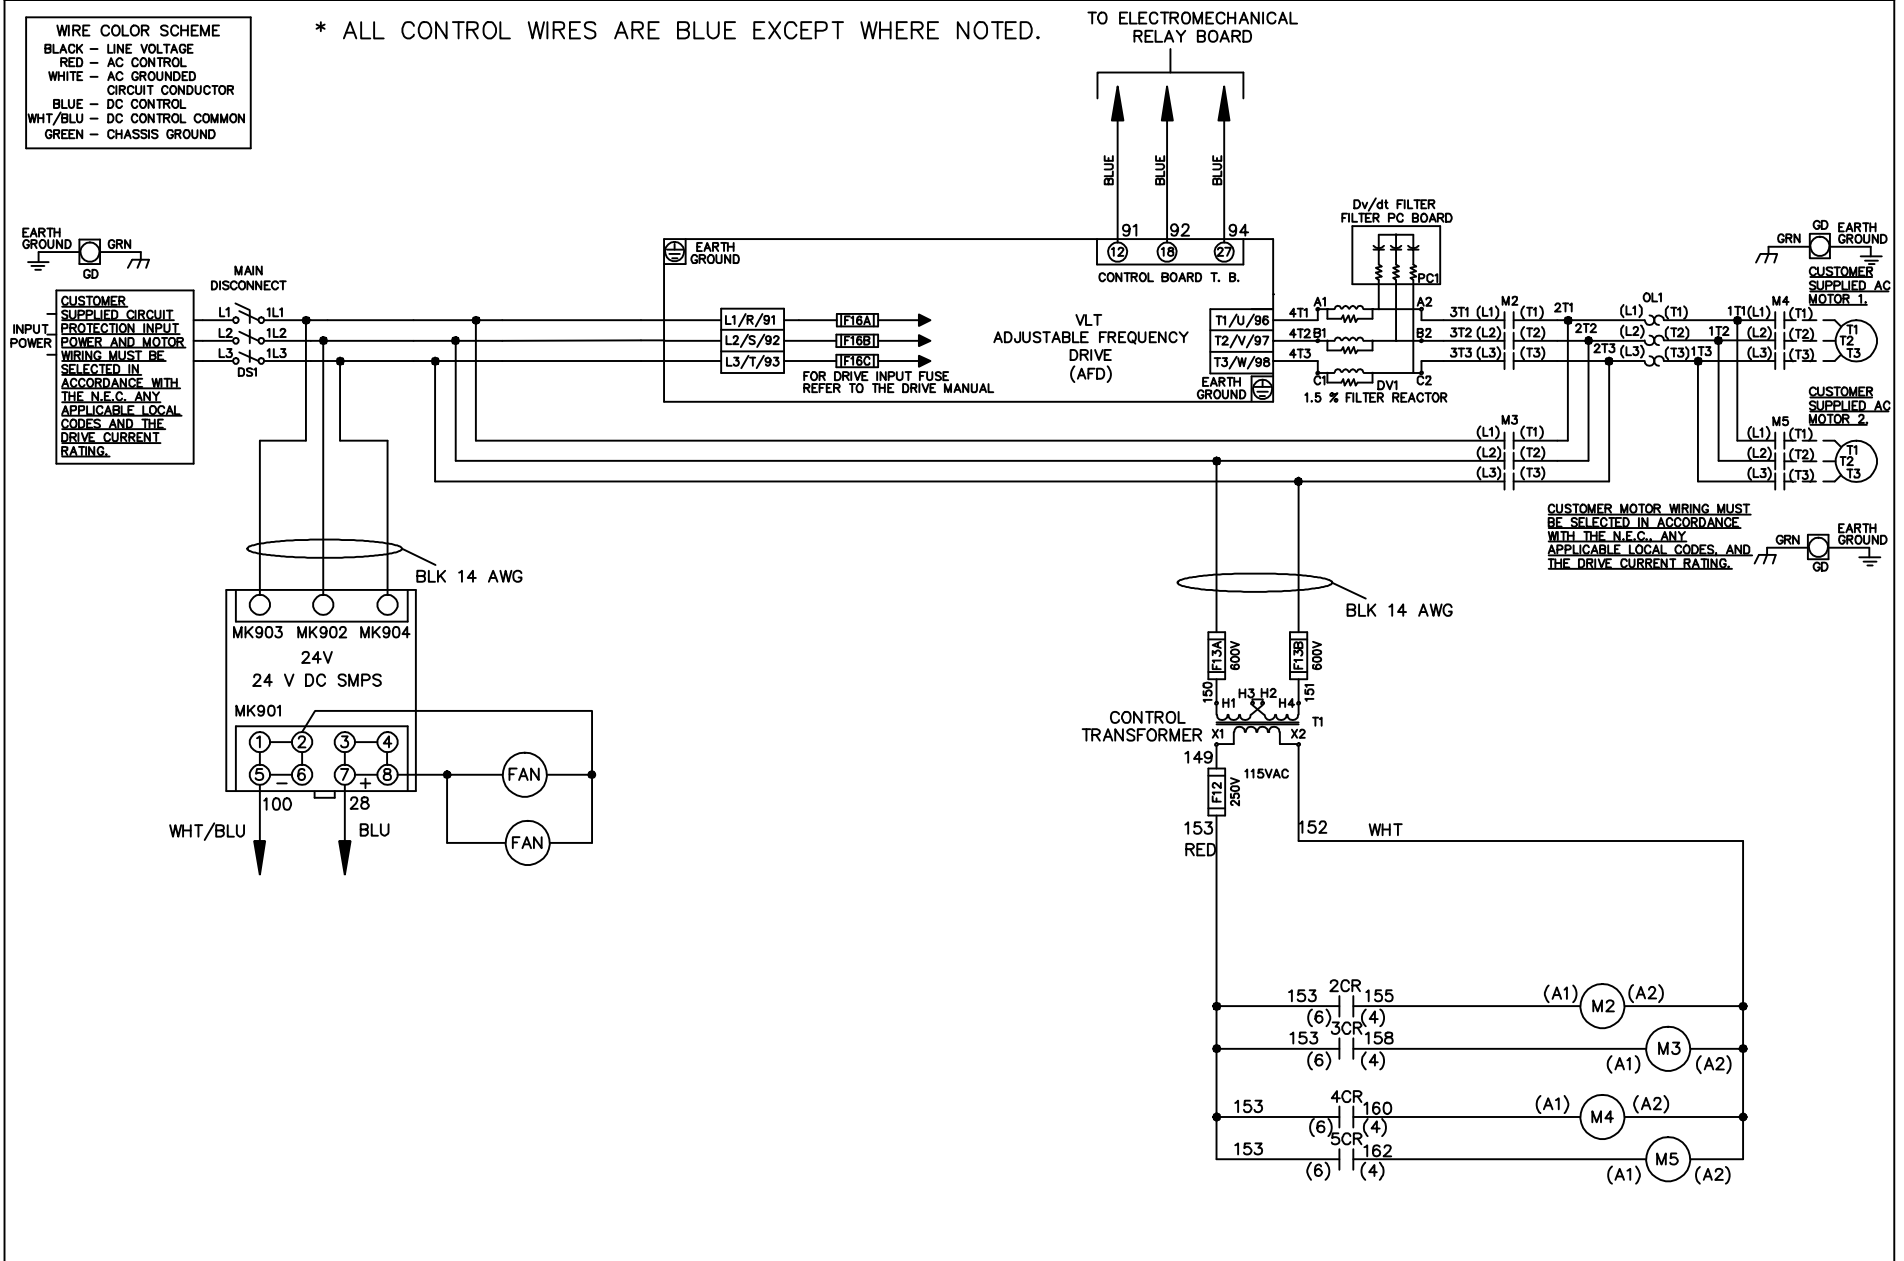 WIRE COLOR SCHEME
BLACK – LINE VOLTAGE
RED – AC CONTROL
WHITE – AC GROUNDED
CIRCUIT CONDUCTOR
BLUE – DC CONTROL
WHT/BLU – DC CONTROL COMMON
GREEN – CHASSIS GROUND
* ALL CONTROL WIRES ARE BLUE EXCEPT WHERE NOTED.
TO ELECTROMECHANICAL
RELAY BOARD
BLUE
BLUE
BLUE
91 92 94
12 18 27
CONTROL BOARD T. B.
EARTH
GROUND
GRN
GD
MAIN
DISCONNECT
INPUT
POWER
CUSTOMER
SUPPLIED CIRCUIT
PROTECTION INPUT
POWER AND MOTOR
WIRING MUST BE
SELECTED IN
ACCORDANCE WITH
THE N.E.C. ANY
APPLICABLE LOCAL
CODES AND THE
DRIVE CURRENT
RATING.
L1 1L1
L2 1L2
L3 1L3
DS1
EARTH
GROUND
L1/R/91
L2/S/92
L3/T/93
IF16A
IF16B
IF16C
FOR DRIVE INPUT FUSE
REFER TO THE DRIVE MANUAL
VLT
ADJUSTABLE FREQUENCY
DRIVE
(AFD)
T1/U/96
T2/V/97
T3/W/98
EARTH
GROUND
Dv/dt FILTER
FILTER PC BOARD
PC1
4T1 A1 A2
4T2 B1 B2
4T3 C1 C2
DV1
1.5 % FILTER REACTOR
M2
3T1 (L1) (T1) 2T1
3T2 (L2) (T2) 2T2
3T3 (L3) (T3) 2T3
OL1
(L1) (T1) 1T1
(L2) (T2) 1T2
(L3) (T3) 1T3
M4
(L1) (T1)
(L2) (T2)
(L3) (T3)
T1
T2
T3
GRN
GD
EARTH
GROUND
CUSTOMER
SUPPLIED AC
MOTOR 1.
CUSTOMER
SUPPLIED AC
MOTOR 2.
M3
(L1) (T1)
(L2) (T2)
(L3) (T3)
M5
(L1) (T1)
(L2) (T2)
(L3) (T3)
T1
T2
T3
CUSTOMER MOTOR WIRING MUST
BE SELECTED IN ACCORDANCE
WITH THE N.E.C., ANY
APPLICABLE LOCAL CODES, AND
THE DRIVE CURRENT RATING.
GRN
GD
EARTH
GROUND
BLK 14 AWG
MK903 MK902 MK904
24V
24 V DC SMPS
MK901
1 2 3 4
5 – 6 7 + 8
100 28
WHT/BLU
BLU
FAN
FAN
BLK 14 AWG
F13A
600V
F13B
600V
150
151
H1 H3 H2 H4
T1
CONTROL
TRANSFORMER
X1 X2
149
115VAC
F12
250V
153
RED
152 WHT
2CR
153 155 (A1) M2 (A2)
(6) (4)
3CR
153 158 M3
(6) (4) (A1) (A2)
4CR
153 160 (A1) M4 (A2)
(6) (4)
5CR
153 162 M5
(6) (4) (A1) (A2)